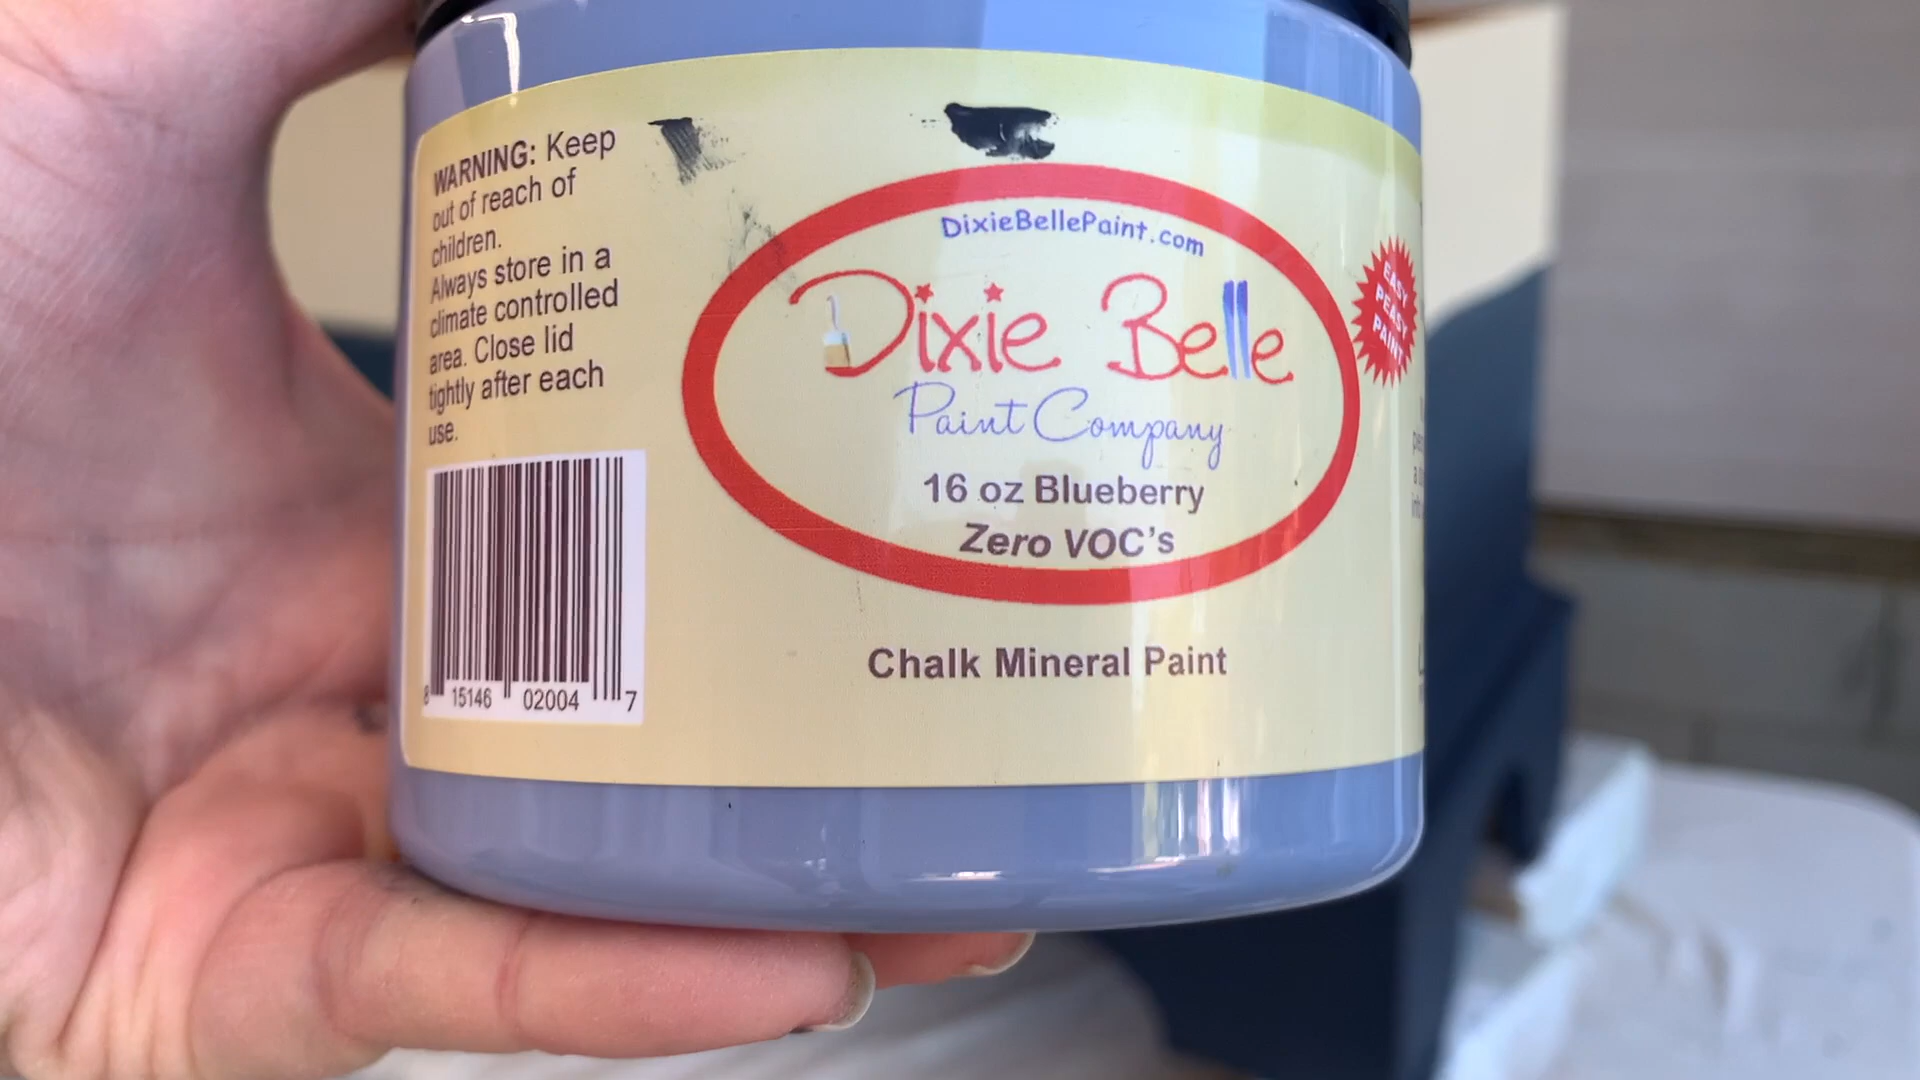 WARNING: Keep
out of reach of
children.
Always store in a
climate controlled
area. Close lid
tightly after each
use.
8 15146 02004 7
DixieBellePaint.com
Dixie Belle
Paint Company
16 oz Blueberry
Zero VOC's
Chalk Mineral Paint
EASY
PEASY
PAINT